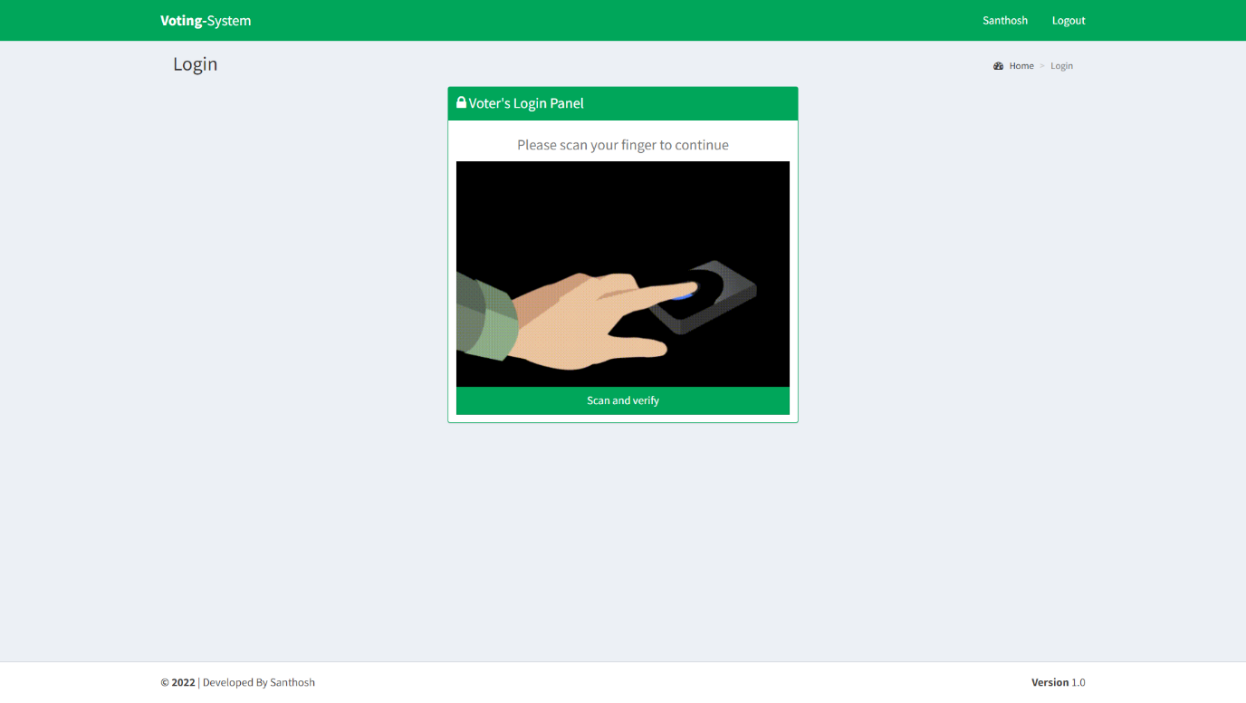 Voting-System
Santhosh Logout
Login
Home > Login
Voter's Login Panel
Please scan your finger to continue
Scan and verify
© 2022 | Developed By Santhosh
Version 1.0